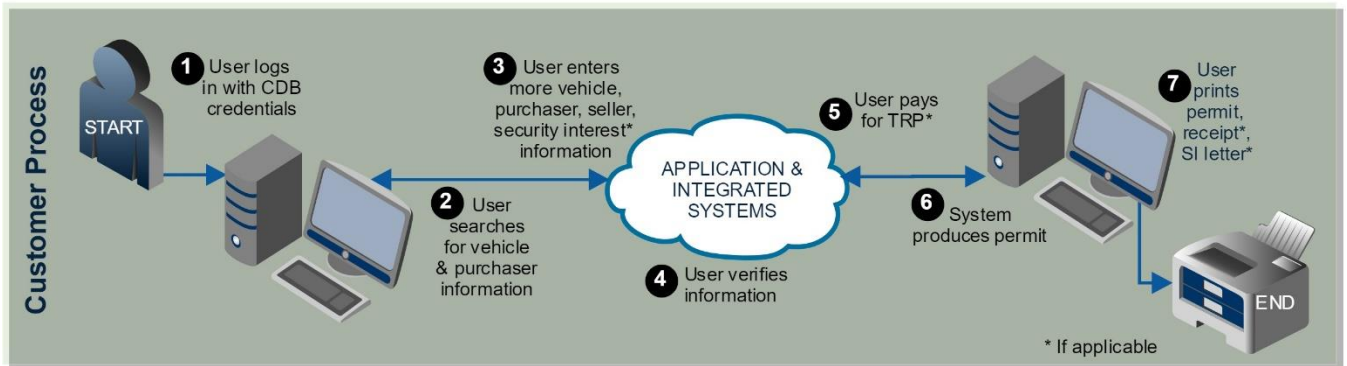 Customer Process
START
1 User logs
in with CDB
credentials
2 User
searches
for vehicle
& purchaser
information
3 User enters
more vehicle,
purchaser, seller,
security interest*
information
APPLICATION &
INTEGRATED
SYSTEMS
4 User verifies
information
5 User pays
for TRP*
6 System
produces permit
7 User
prints
permit,
receipt*,
SI letter*
END
* If applicable